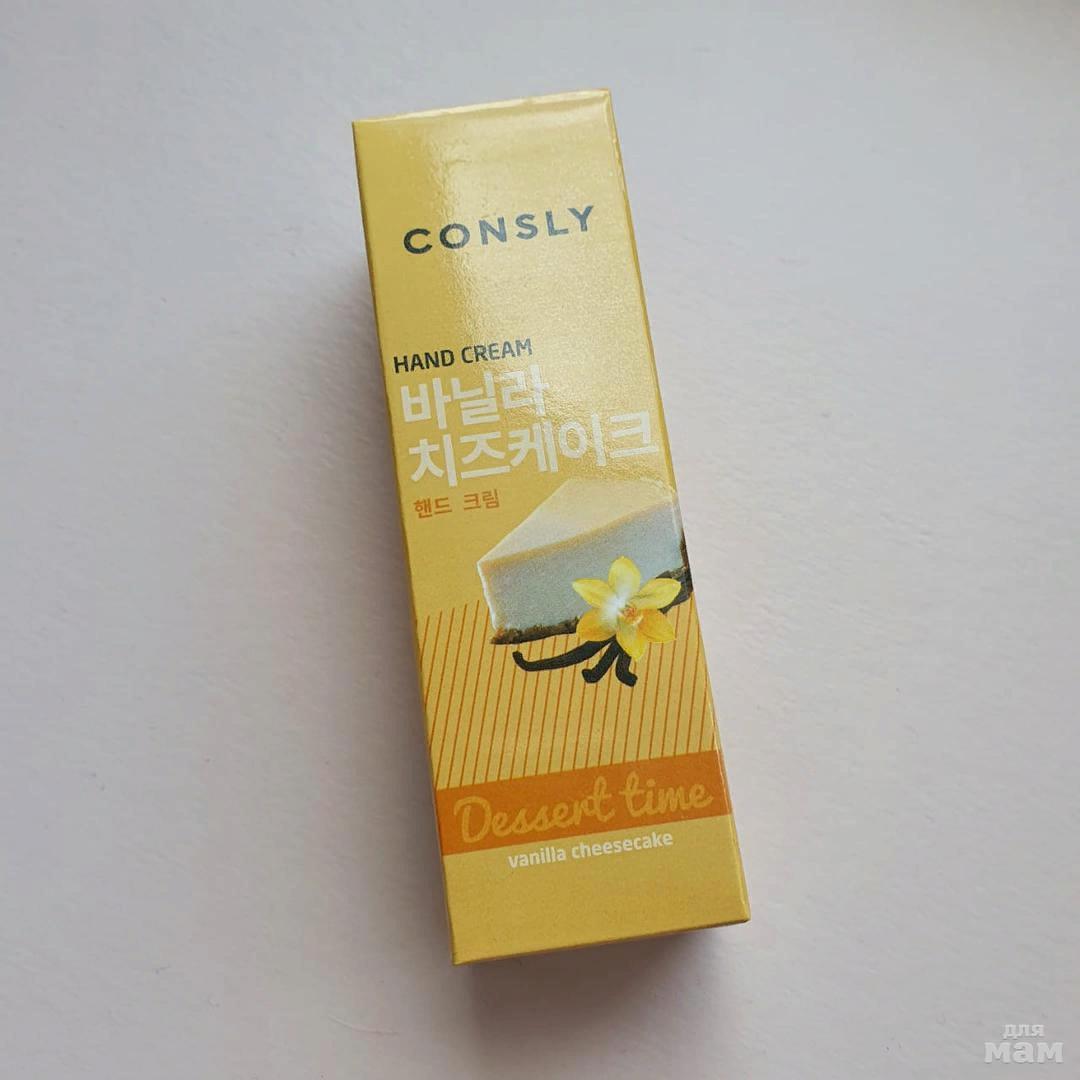 CONSLY
HAND CREAM
바닐라
치즈케이크
핸드 크림
Dessert time
vanilla cheesecake
для
мам